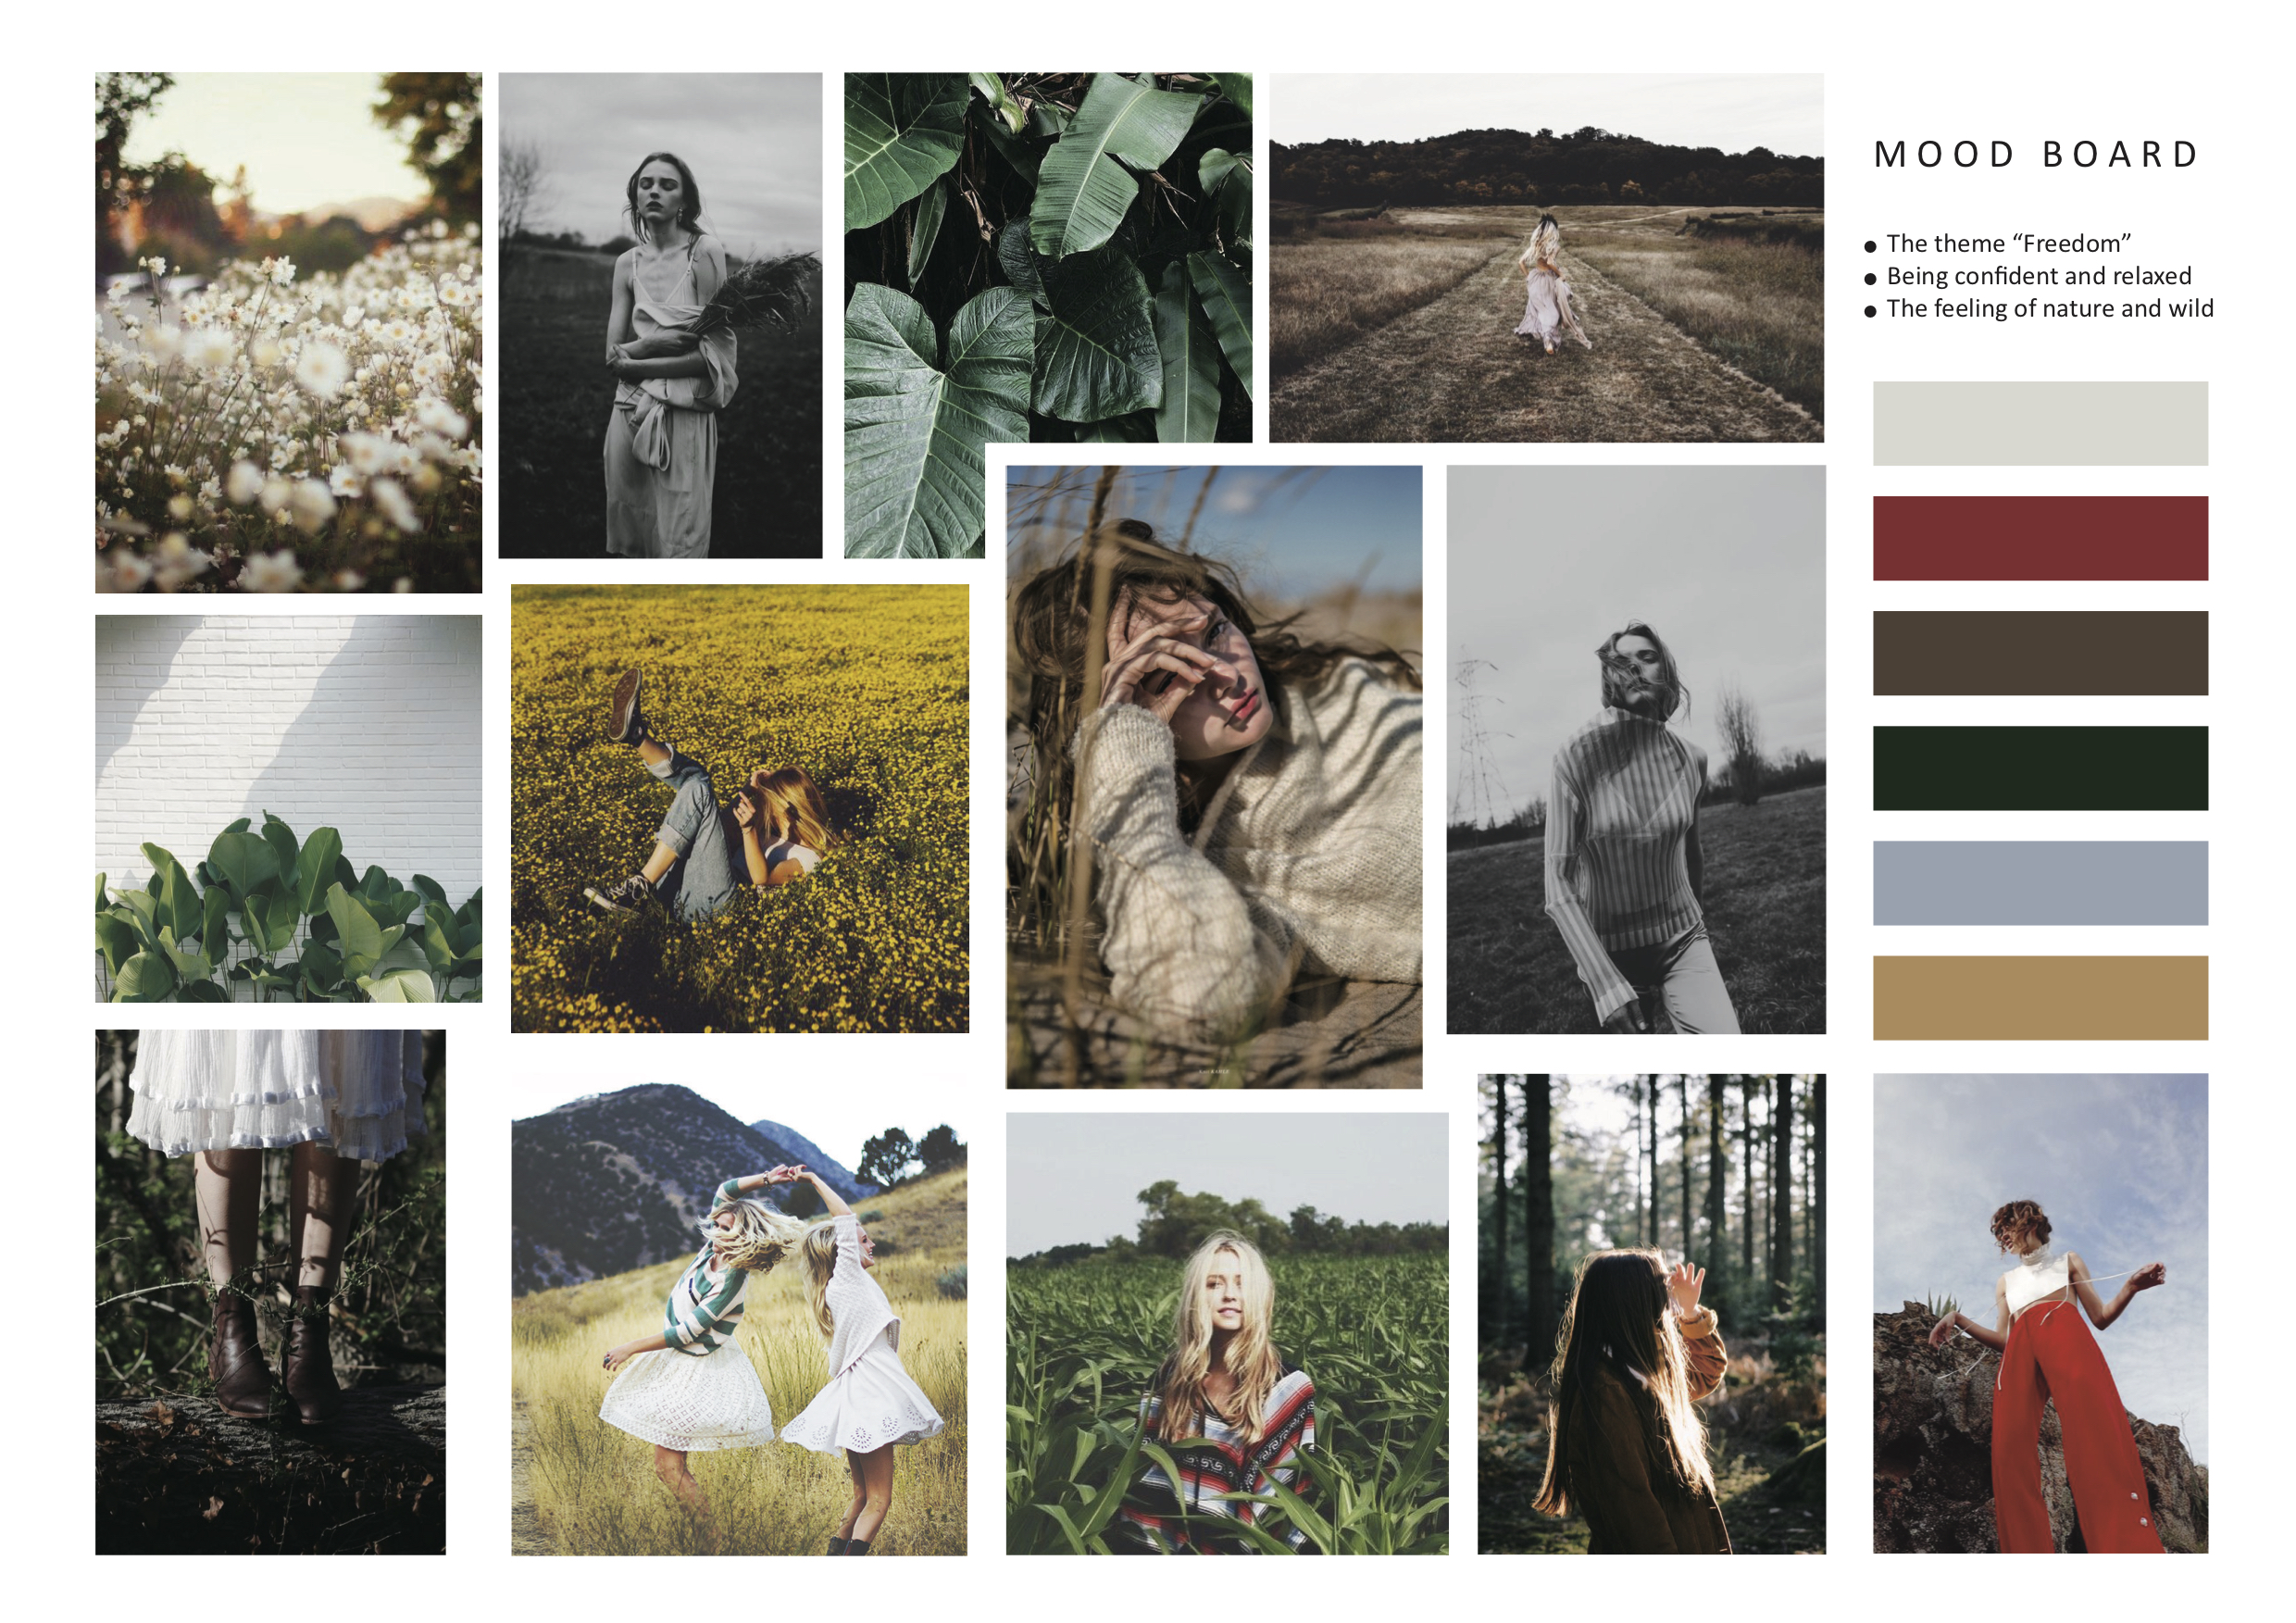 MOOD BOARD
● The theme “Freedom”
● Being confident and relaxed
● The feeling of nature and wild